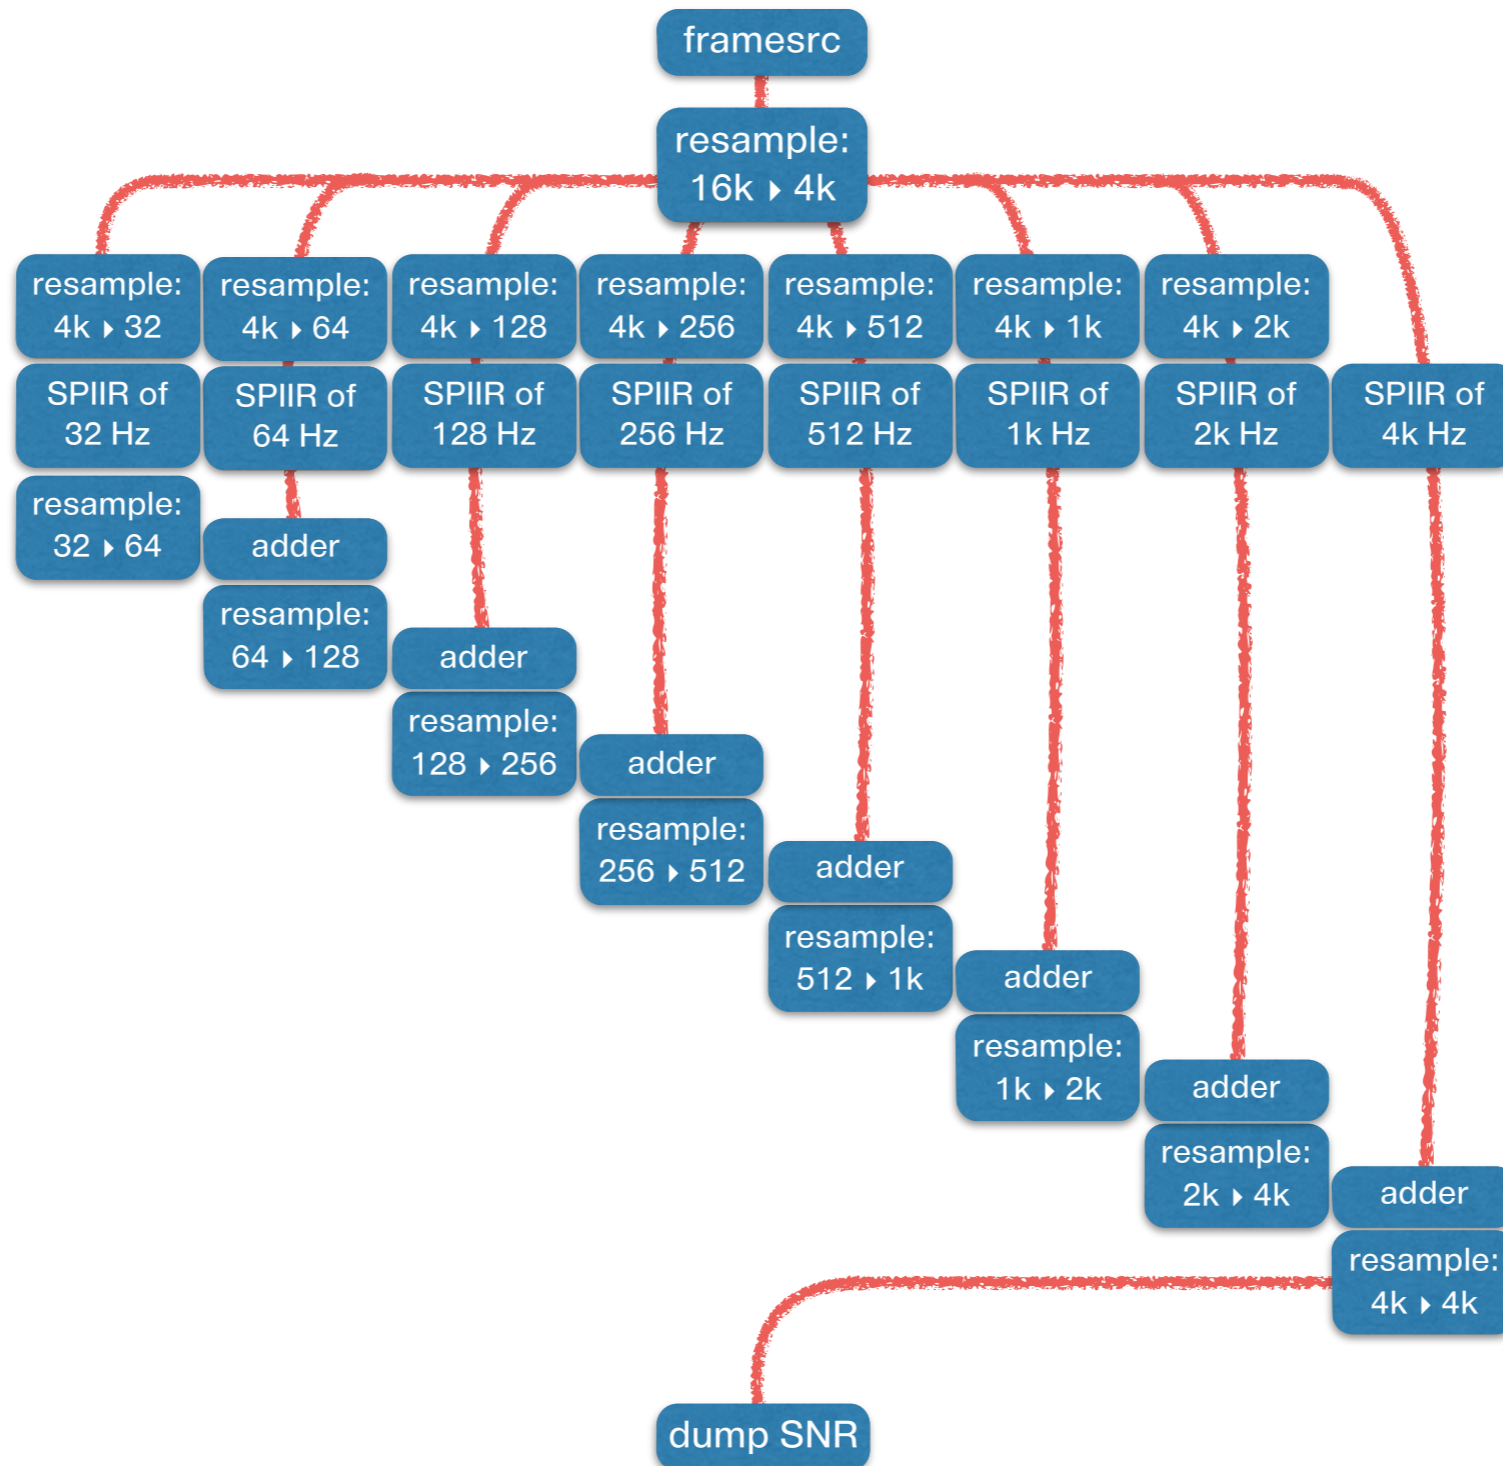 framesrc
resample:
16k ▸ 4k
resample:
4k ▸ 32
resample:
4k ▸ 64
resample:
4k ▸ 128
resample:
4k ▸ 256
resample:
4k ▸ 512
resample:
4k ▸ 1k
resample:
4k ▸ 2k
SPIIR of
32 Hz
SPIIR of
64 Hz
SPIIR of
128 Hz
SPIIR of
256 Hz
SPIIR of
512 Hz
SPIIR of
1k Hz
SPIIR of
2k Hz
SPIIR of
4k Hz
resample:
32 ▸ 64
adder
resample:
64 ▸ 128
adder
resample:
128 ▸ 256
adder
resample:
256 ▸ 512
adder
resample:
512 ▸ 1k
adder
resample:
1k ▸ 2k
adder
resample:
2k ▸ 4k
adder
resample:
4k ▸ 4k
dump SNR